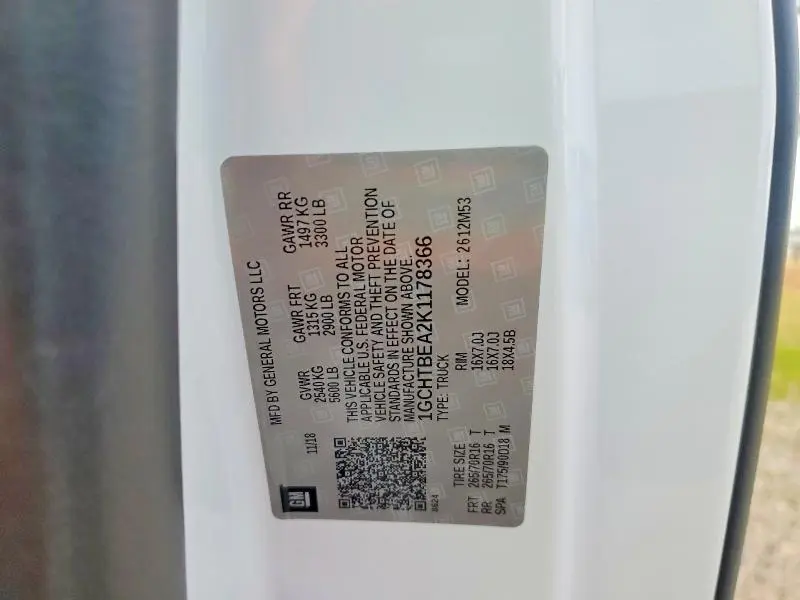 MFD BY GENERAL MOTORS LLC
GM
11/18
GVWR
2540 KG
5600 LB
GAWR FRT
1315 KG
2900 LB
GAWR RR
1497 KG
3300 LB
THIS VEHICLE CONFORMS TO ALL
APPLICABLE U.S. FEDERAL MOTOR
VEHICLE SAFETY AND THEFT PREVENTION
STANDARDS IN EFFECT ON THE DATE OF
MANUFACTURE SHOWN ABOVE.
1GCHTBEA2K1178366
8624
TYPE: TRUCK MODEL: 2612M53
TIRE SIZE RIM
FRT 265/70R16 T 16X7.0J
RR 265/70R16 T 16X7.0J
SPA T175/90D18 M 18X4.5B